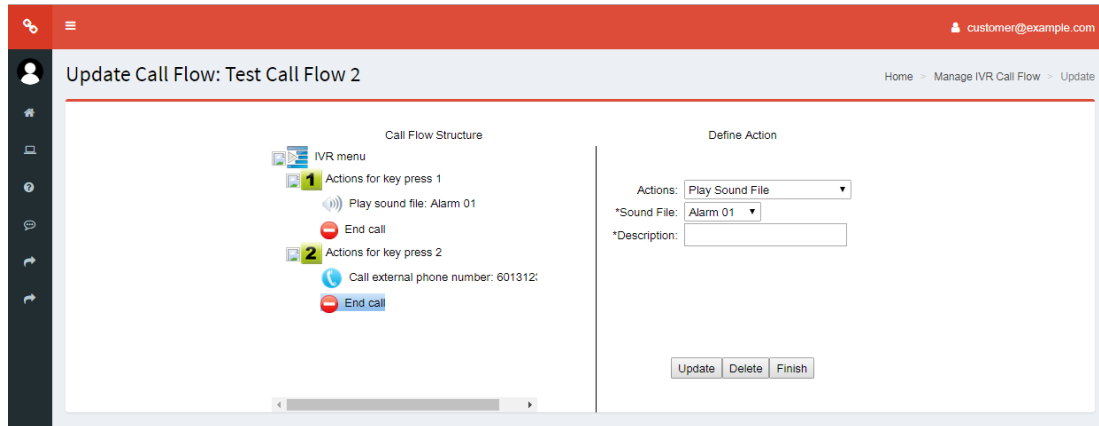 customer@example.com
Update Call Flow: Test Call Flow 2
Home > Manage IVR Call Flow > Update
Call Flow Structure
IVR menu
1 Actions for key press 1
Play sound file: Alarm 01
End call
2 Actions for key press 2
Call external phone number: 601312
End call
Define Action
Actions: Play Sound File
*Sound File: Alarm 01
*Description:
Update Delete Finish